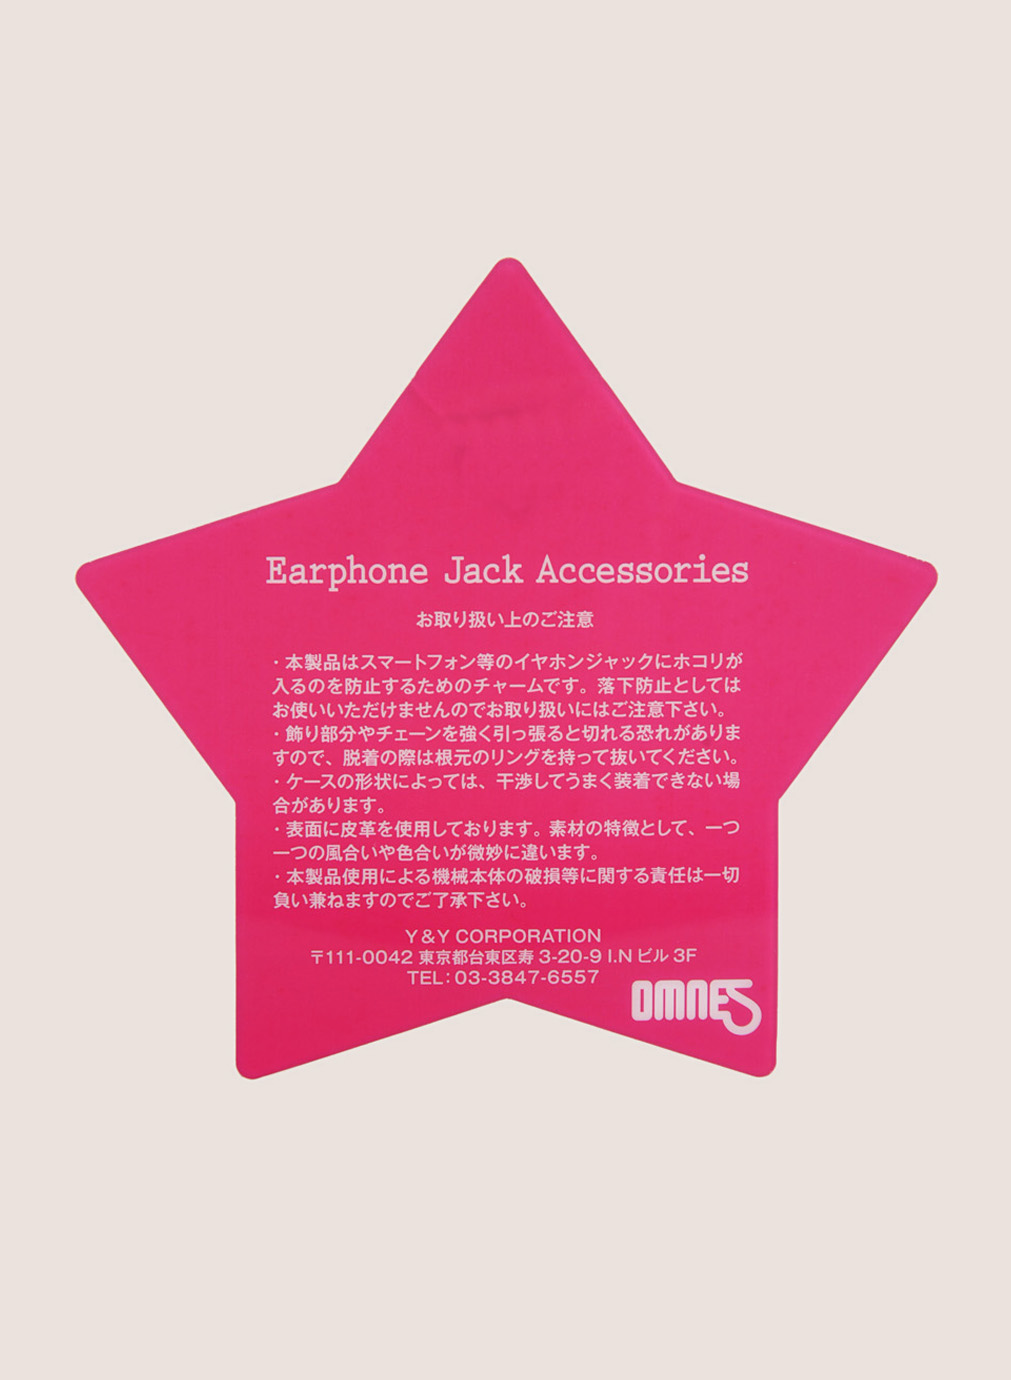 Earphone Jack Accessories
お取り扱い上のご注意
・本製品はスマートフォン等のイヤホンジャックにホコリが
入るのを防止するためのチャームです。落下防止としては
お使いいただけませんのでお取り扱いにはご注意下さい。
・飾り部分やチェーンを強く引っ張ると切れる恐れがありま
すので、脱着の際は根元のリングを持って抜いてください。
・ケースの形状によっては、干渉してうまく装着できない場
合があります。
・表面に皮革を使用しております。素材の特徴として、一つ
一つの風合いや色合いが微妙に違います。
・本製品使用による機械本体の破損等に関する責任は一切
負い兼ねますのでご了承下さい。
Y&Y CORPORATION
〒111-0042 東京都台東区寿 3-20-9 I.N ビル 3F
TEL：03-3847-6557
OMNES